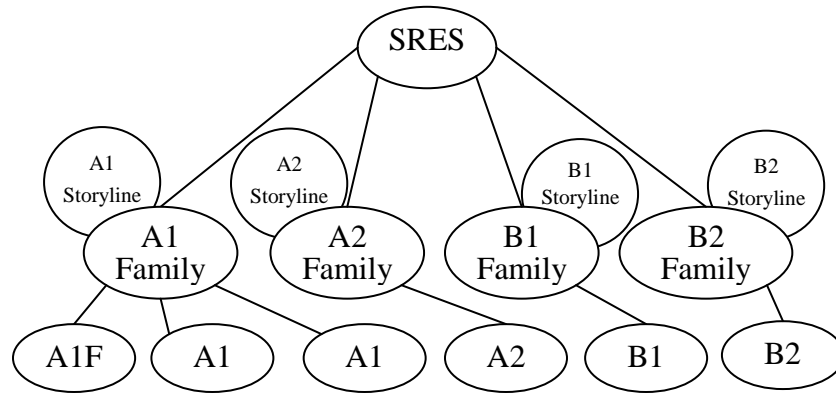 SRES
A1
Storyline
A2
Storyline
B1
Storyline
B2
Storyline
A1
Family
A2
Family
B1
Family
B2
Family
A1F
A1
A1
A2
B1
B2